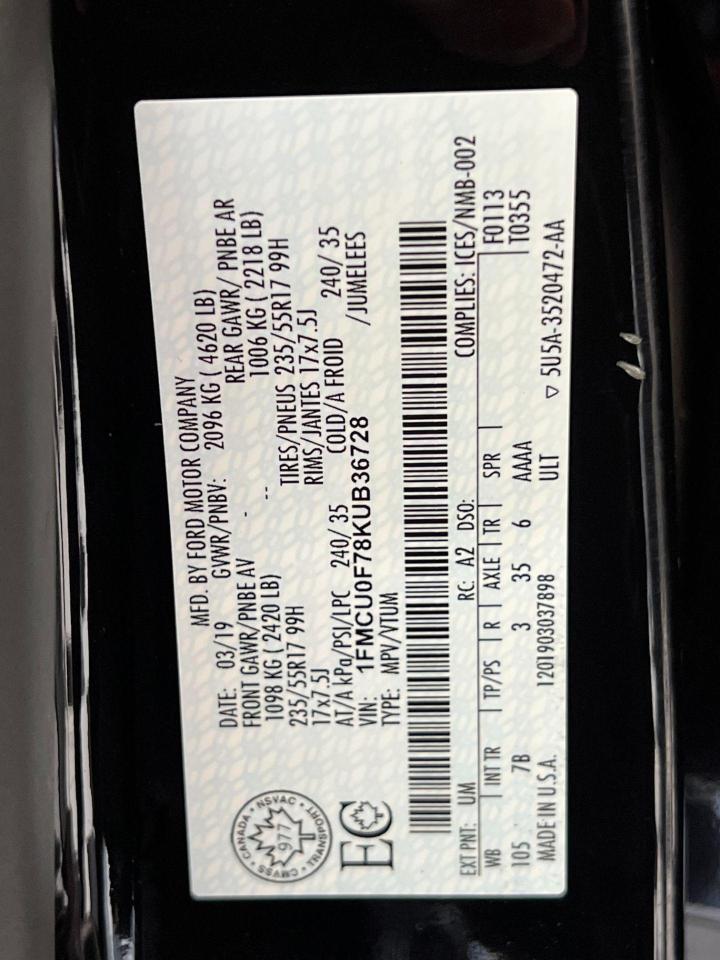 MFD. BY FORD MOTOR COMPANY
DATE: 03/19 GVWR/PNBV: 2096 KG ( 4620 LB)
FRONT GAWR/PNBE AV - REAR GAWR/ PNBE AR
1098 KG (2420 LB) -- 1006 KG ( 2218 LB)
235/55R17 99H TIRES/PNEUS 235/55R17 99H
17x7.5J RIMS/JANTES 17x7.5J
AT/A kPa/PSI/LPC 240/ 35 COLD/A FROID 240/ 35
VIN: 1FMCU0F78KUB36728 /JUMELEES
TYPE: MPV/VTUM
CANADA • NSVAC • TRANSPORT • CMVSS •
977
EC
EXT PNT: UM RC: A2 DSO: COMPLIES: ICES/NMB-002
WB INT TR TP/PS R AXLE TR SPR F0113
105 7B 3 35 6 AAAA T0355
MADE IN U.S.A. 1201903037898 ULT ▽ 5U5A-3520472-AA